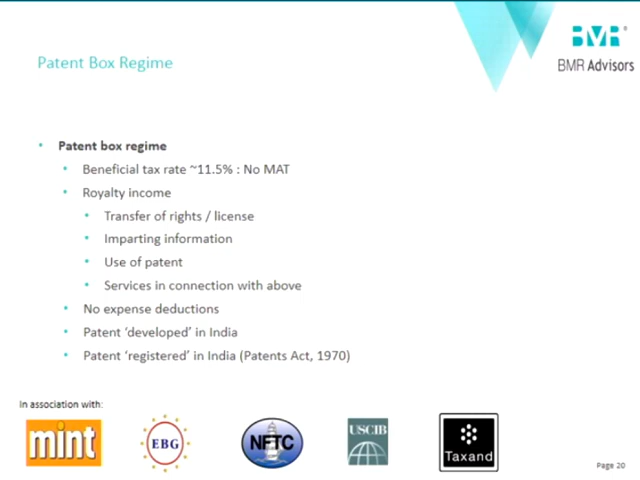 BMR
BMR Advisors
Patent Box Regime
• Patent box regime
• Beneficial tax rate ~11.5% : No MAT
• Royalty income
• Transfer of rights / license
• Imparting information
• Use of patent
• Services in connection with above
• No expense deductions
• Patent ‘developed’ in India
• Patent ‘registered’ in India (Patents Act, 1970)
In association with:
mint
EBG
NFTC
USCIB
Taxand
Page 20